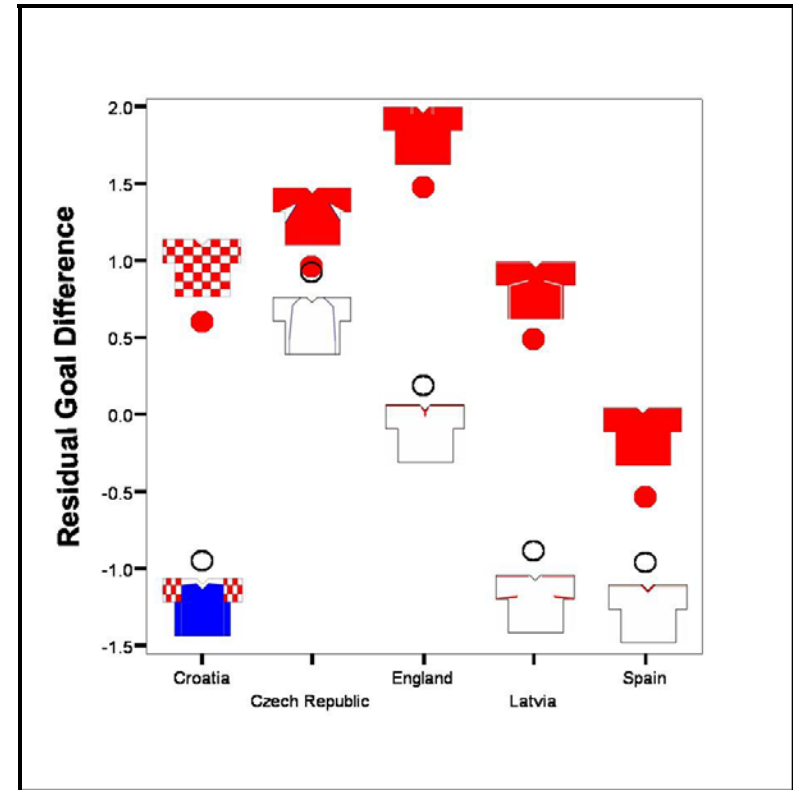 Residual Goal Difference
2.0
1.5
1.0
0.5
0.0
-0.5
-1.0
-1.5
Croatia
Czech Republic
England
Latvia
Spain